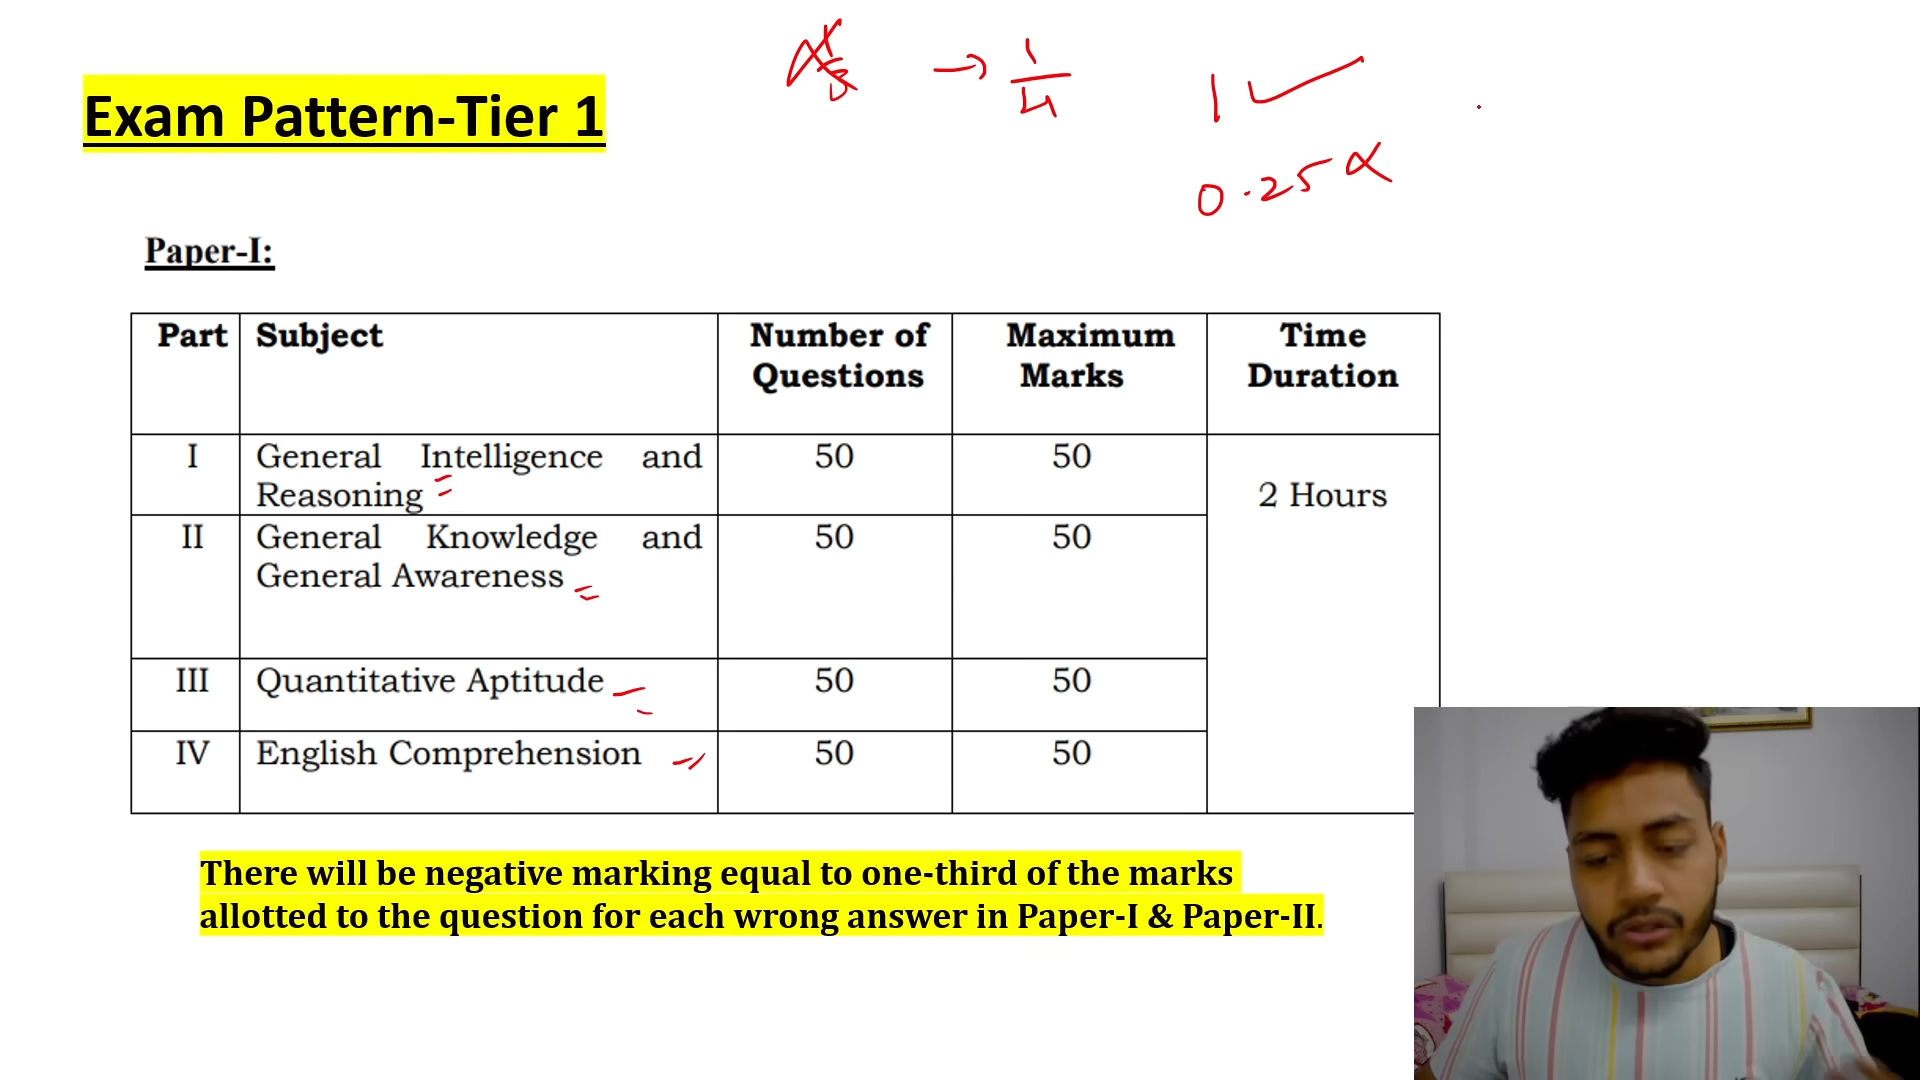 1/3 → 1/4
1 ✓
0.25 ✗
Exam Pattern-Tier 1
Paper-I:
Part Subject Number of Questions Maximum Marks Time Duration
I General Intelligence and Reasoning 50 50 2 Hours
II General Knowledge and General Awareness 50 50
III Quantitative Aptitude 50 50
IV English Comprehension 50 50
There will be negative marking equal to one-third of the marks
allotted to the question for each wrong answer in Paper-I & Paper-II.